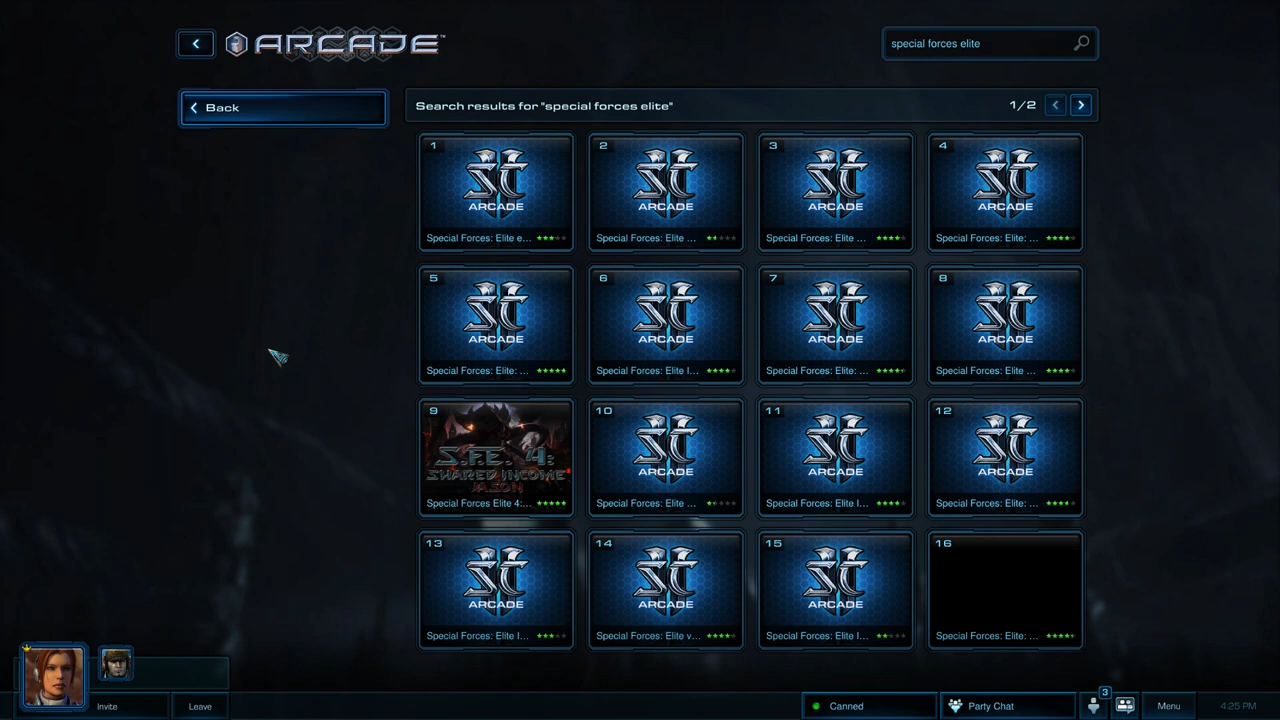 ARCADE™
special forces elite
Back
Search results for "special forces elite"
1/2
1
ARCADE
Special Forces: Elite e...
2
ARCADE
Special Forces: Elite ...
3
ARCADE
Special Forces: Elite ...
4
ARCADE
Special Forces: Elite: ...
5
ARCADE
Special Forces: Elite: ...
6
ARCADE
Special Forces: Elite I...
7
ARCADE
Special Forces: Elite: ...
8
ARCADE
Special Forces: Elite ...
9
S.F.E. 4:
SHARED INCOME
JASON
Special Forces Elite 4:...
10
ARCADE
Special Forces: Elite ...
11
ARCADE
Special Forces: Elite I...
12
ARCADE
Special Forces: Elite: ...
13
ARCADE
Special Forces: Elite I...
14
ARCADE
Special Forces: Elite v...
15
ARCADE
Special Forces: Elite I...
16
Special Forces: Elite: ...
Invite
Leave
Canned
Party Chat
3
Menu
4:25 PM